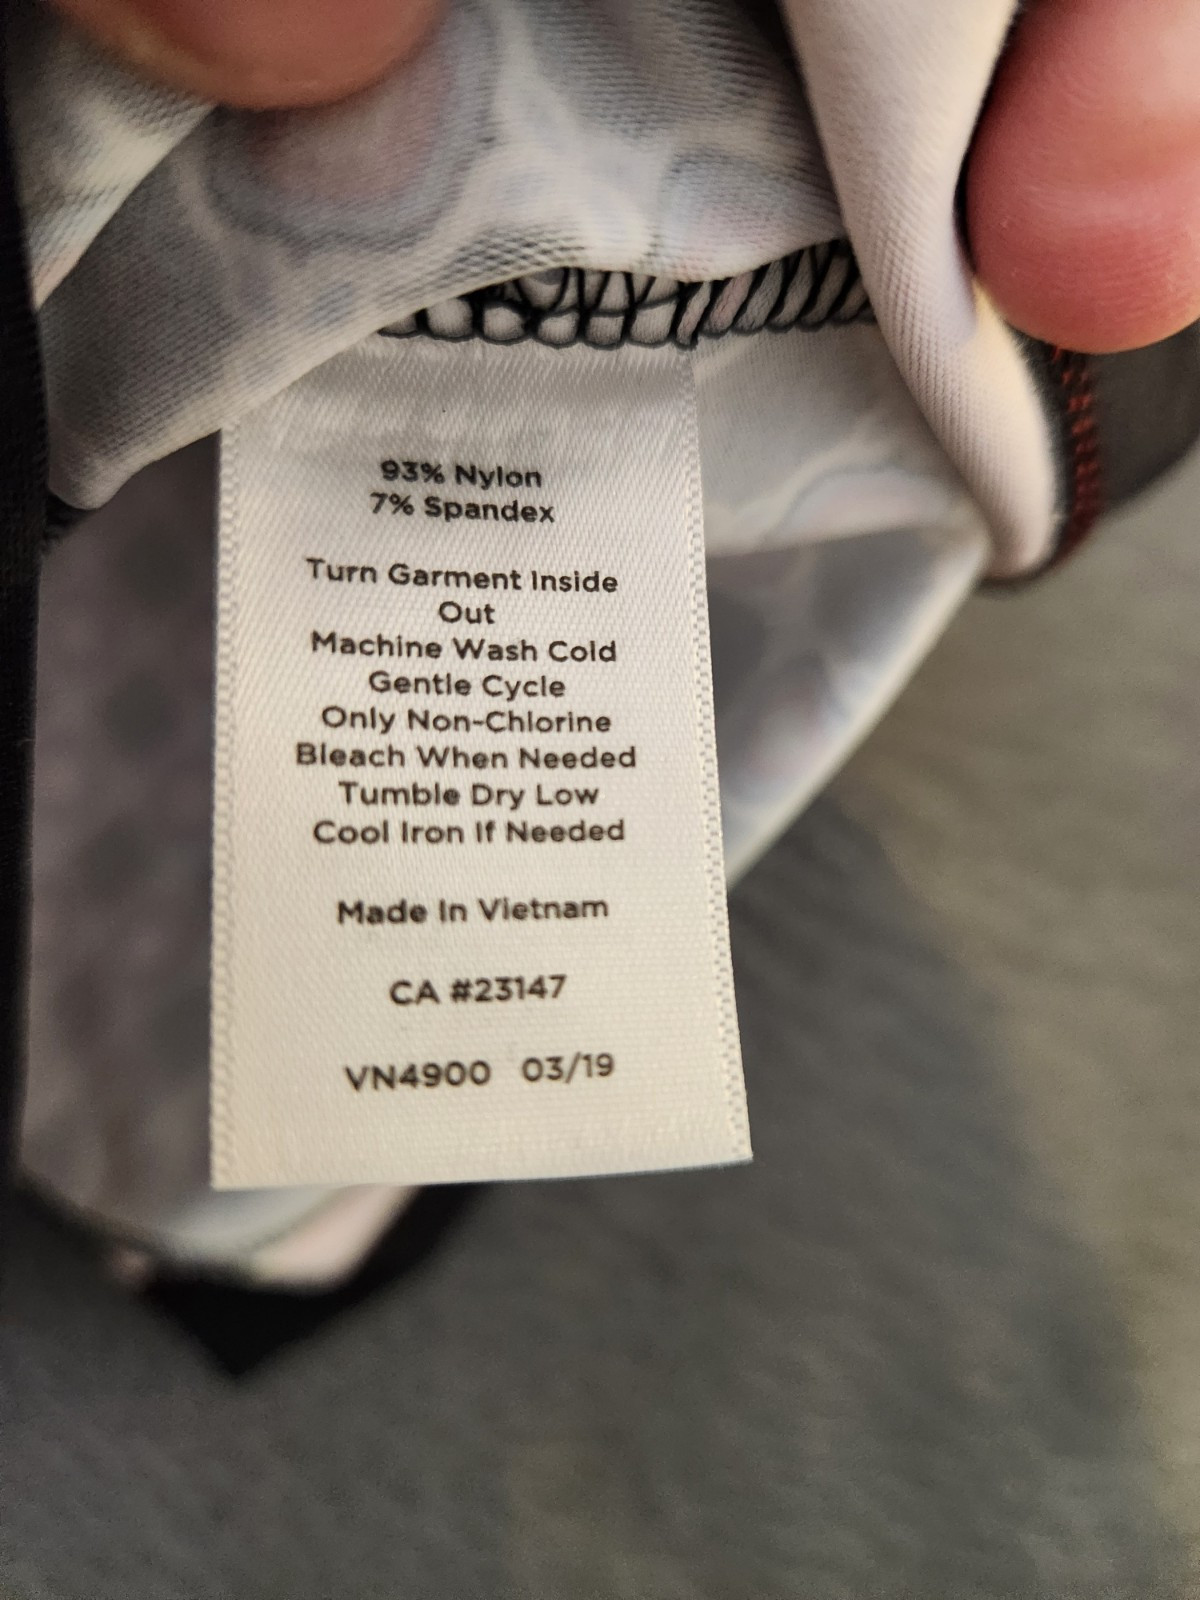 93% Nylon
7% Spandex
Turn Garment Inside
Out
Machine Wash Cold
Gentle Cycle
Only Non-Chlorine
Bleach When Needed
Tumble Dry Low
Cool Iron If Needed
Made In Vietnam
CA #23147
VN4900 03/19